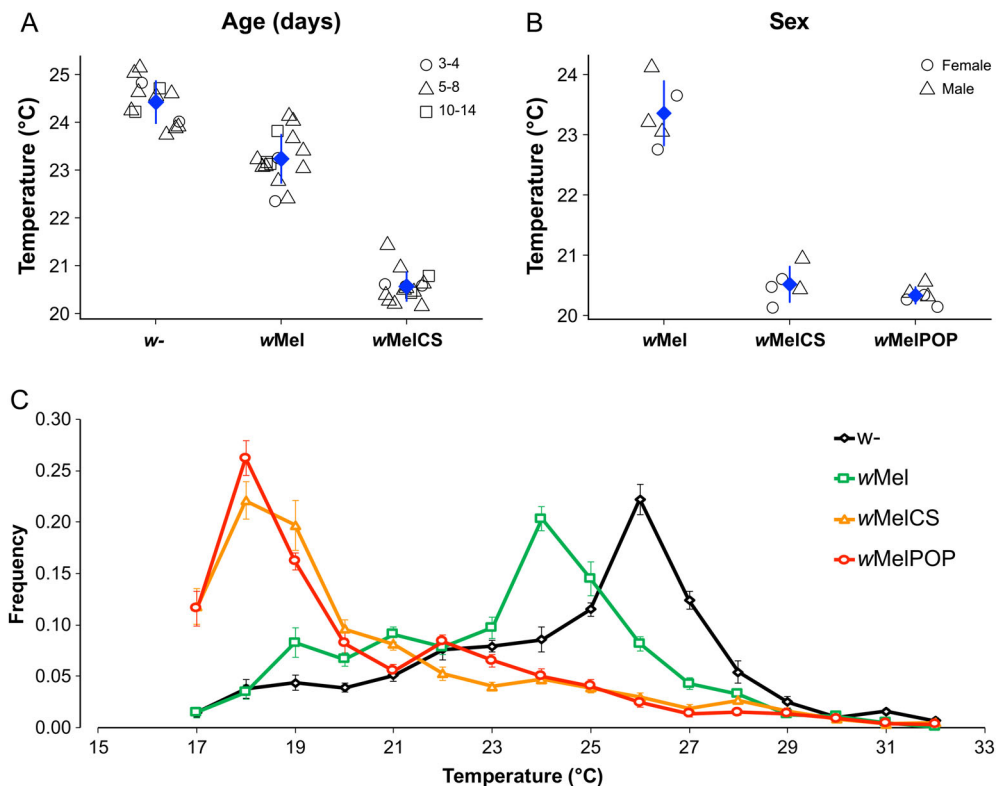 A
Age (days)
25
24
23
22
21
20
Temperature (°C)
3-4
5-8
10-14
w- wMel wMelCS
B
Sex
24
23
22
21
20
Temperature (°C)
Female
Male
wMel wMelCS wMelPOP
C
0.30
0.25
0.20
0.15
0.10
0.05
0.00
Frequency
w-
wMel
wMelCS
wMelPOP
15 17 19 21 23 25 27 29 31 33
Temperature (°C)